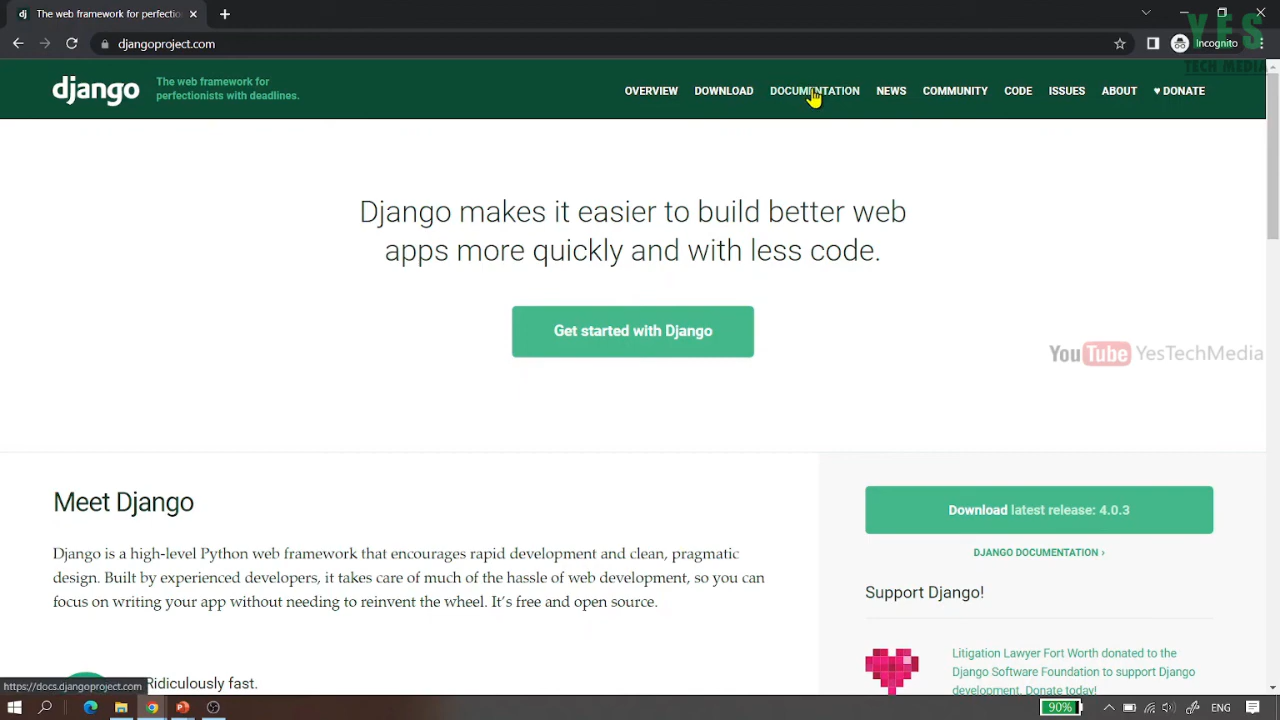 dj The web framework for perfectio
djangoproject.com
Incognito
YES
TECH MEDIA
django
The web framework for
perfectionists with deadlines.
OVERVIEW DOWNLOAD DOCUMENTATION NEWS COMMUNITY CODE ISSUES ABOUT ♥ DONATE
Django makes it easier to build better web
apps more quickly and with less code.
Get started with Django
YouTube YesTechMedia
Meet Django
Django is a high-level Python web framework that encourages rapid development and clean, pragmatic
design. Built by experienced developers, it takes care of much of the hassle of web development, so you can
focus on writing your app without needing to reinvent the wheel. It's free and open source.
Ridiculously fast.
Download latest release: 4.0.3
DJANGO DOCUMENTATION ›
Support Django!
Litigation Lawyer Fort Worth donated to the
Django Software Foundation to support Django
development. Donate today!
https://docs.djangoproject.com
90%
ENG